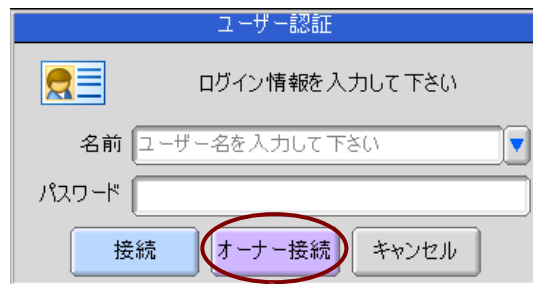 ユーザー認証
ログイン情報を入力して下さい
名前 ユーザー名を入力して下さい
パスワード
接続 オーナー接続 キャンセル